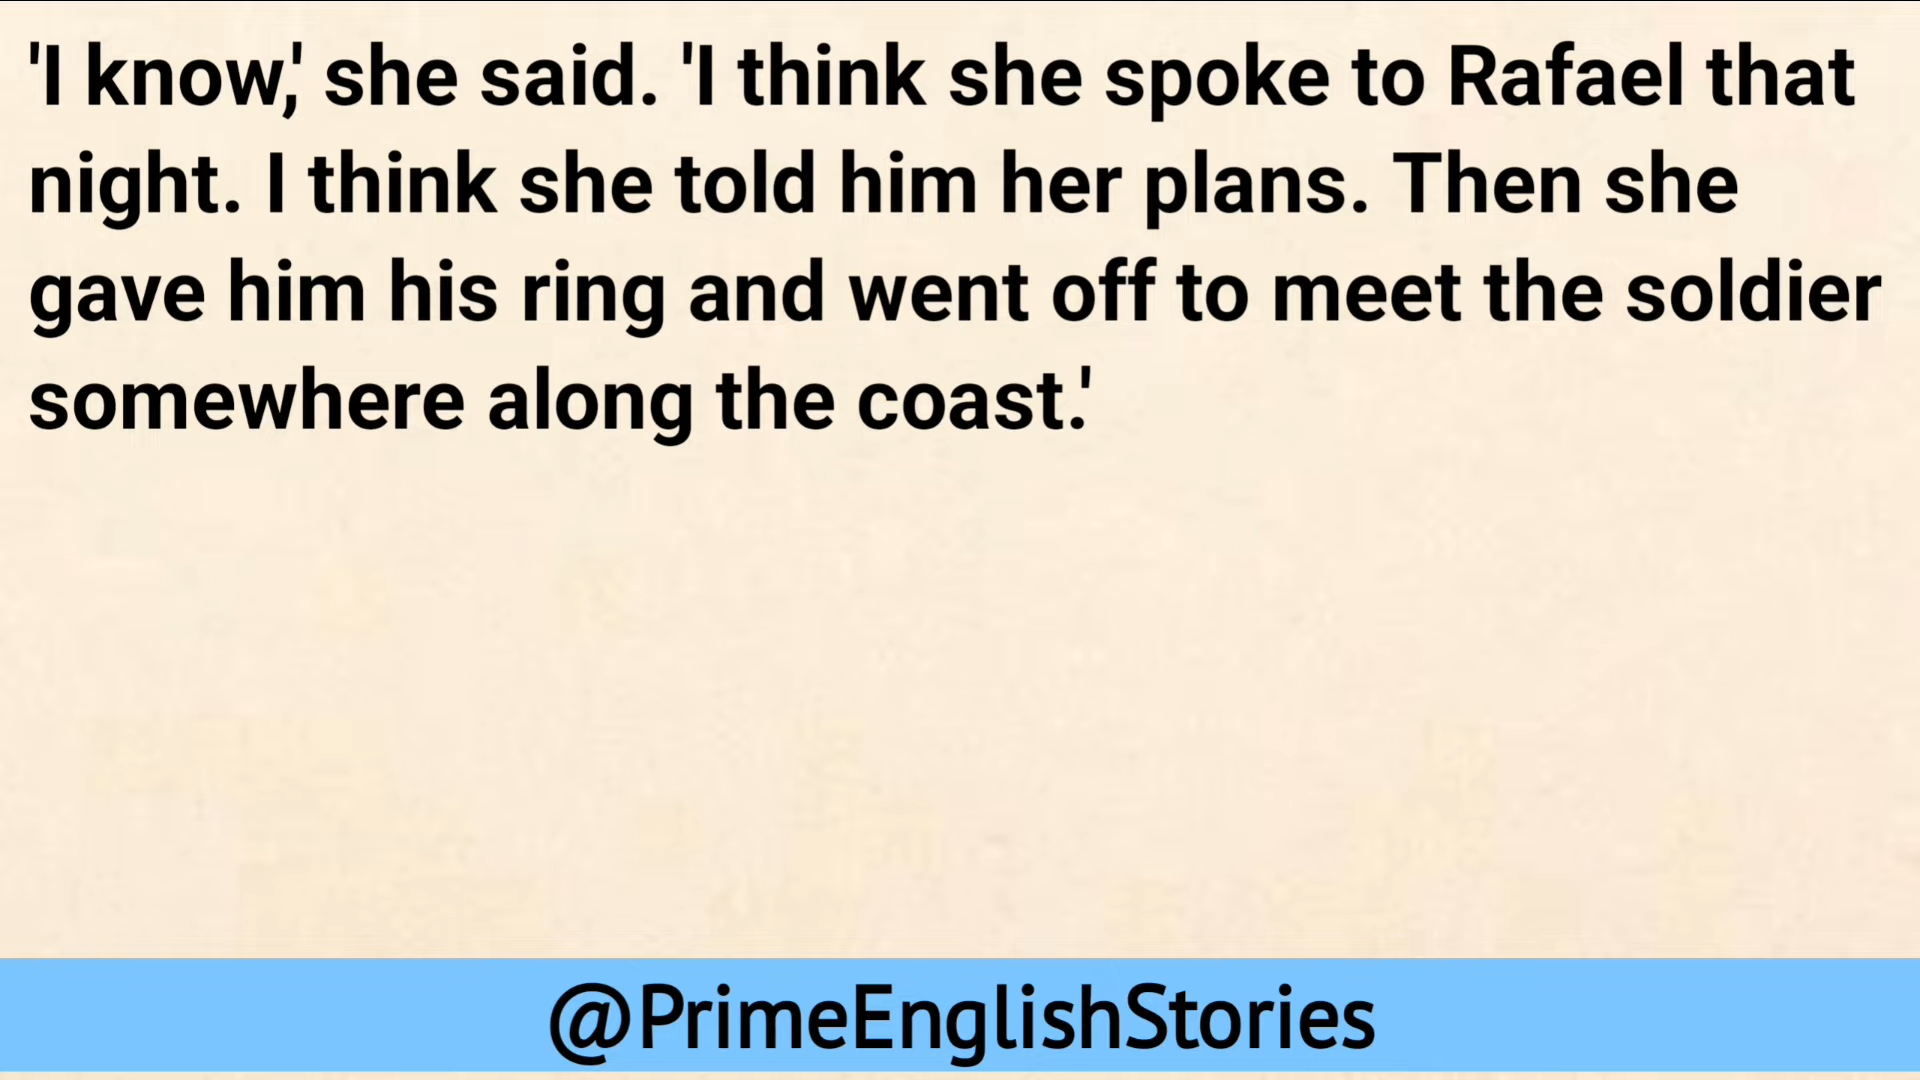 'I know,' she said. 'I think she spoke to Rafael that
night. I think she told him her plans. Then she
gave him his ring and went off to meet the soldier
somewhere along the coast.'
@PrimeEnglishStories